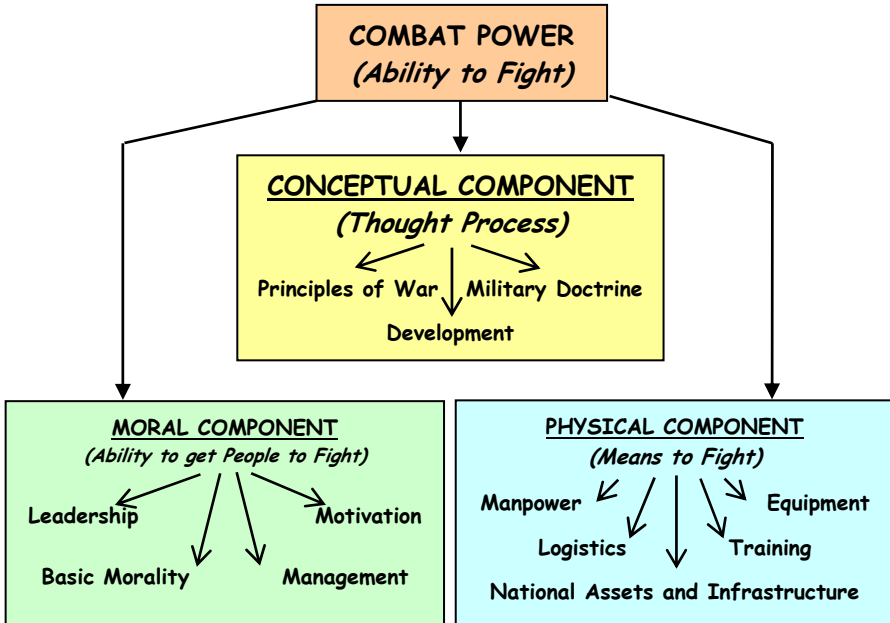 COMBAT POWER
(Ability to Fight)
CONCEPTUAL COMPONENT
(Thought Process)
Principles of War Military Doctrine
Development
MORAL COMPONENT
(Ability to get People to Fight)
Leadership Motivation
Basic Morality Management
PHYSICAL COMPONENT
(Means to Fight)
Manpower Equipment
Logistics Training
National Assets and Infrastructure